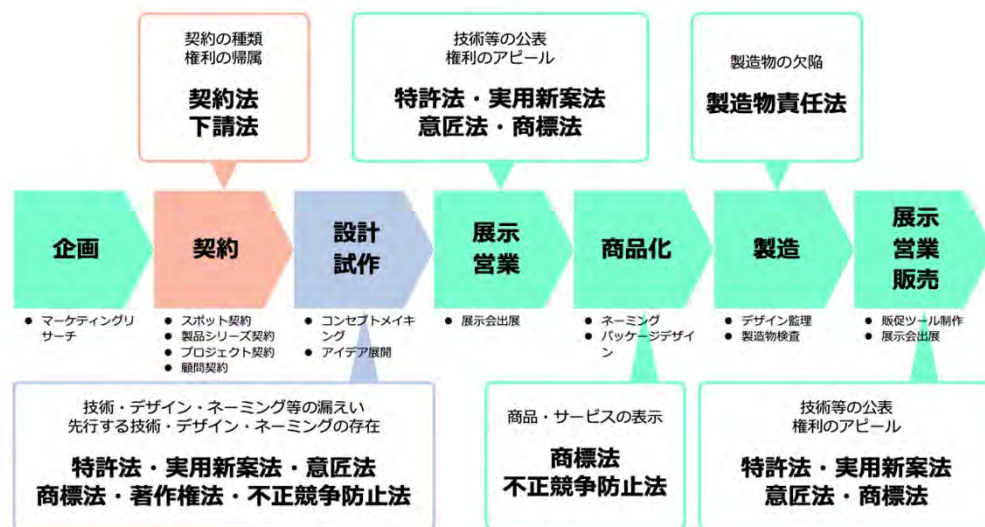 契約の種類
権利の帰属
契約法
下請法
技術等の公表
権利のアピール
特許法・実用新案法
意匠法・商標法
製造物の欠陥
製造物責任法
企画
契約
設計
試作
展示
営業
商品化
製造
展示
営業
販売
● マーケティングリ
サーチ
● スポット契約
● 製品シリーズ契約
● プロジェクト契約
● 顧問契約
● コンセプトメイキ
ング
● アイデア展開
● 展示会出展
● ネーミング
● パッケージデザイ
ン
● デザイン監理
● 製造物検査
● 販促ツール制作
● 展示会出展
技術・デザイン・ネーミング等の漏えい
先行する技術・デザイン・ネーミングの存在
特許法・実用新案法・意匠法
商標法・著作権法・不正競争防止法
商品・サービスの表示
商標法
不正競争防止法
技術等の公表
権利のアピール
特許法・実用新案法
意匠法・商標法